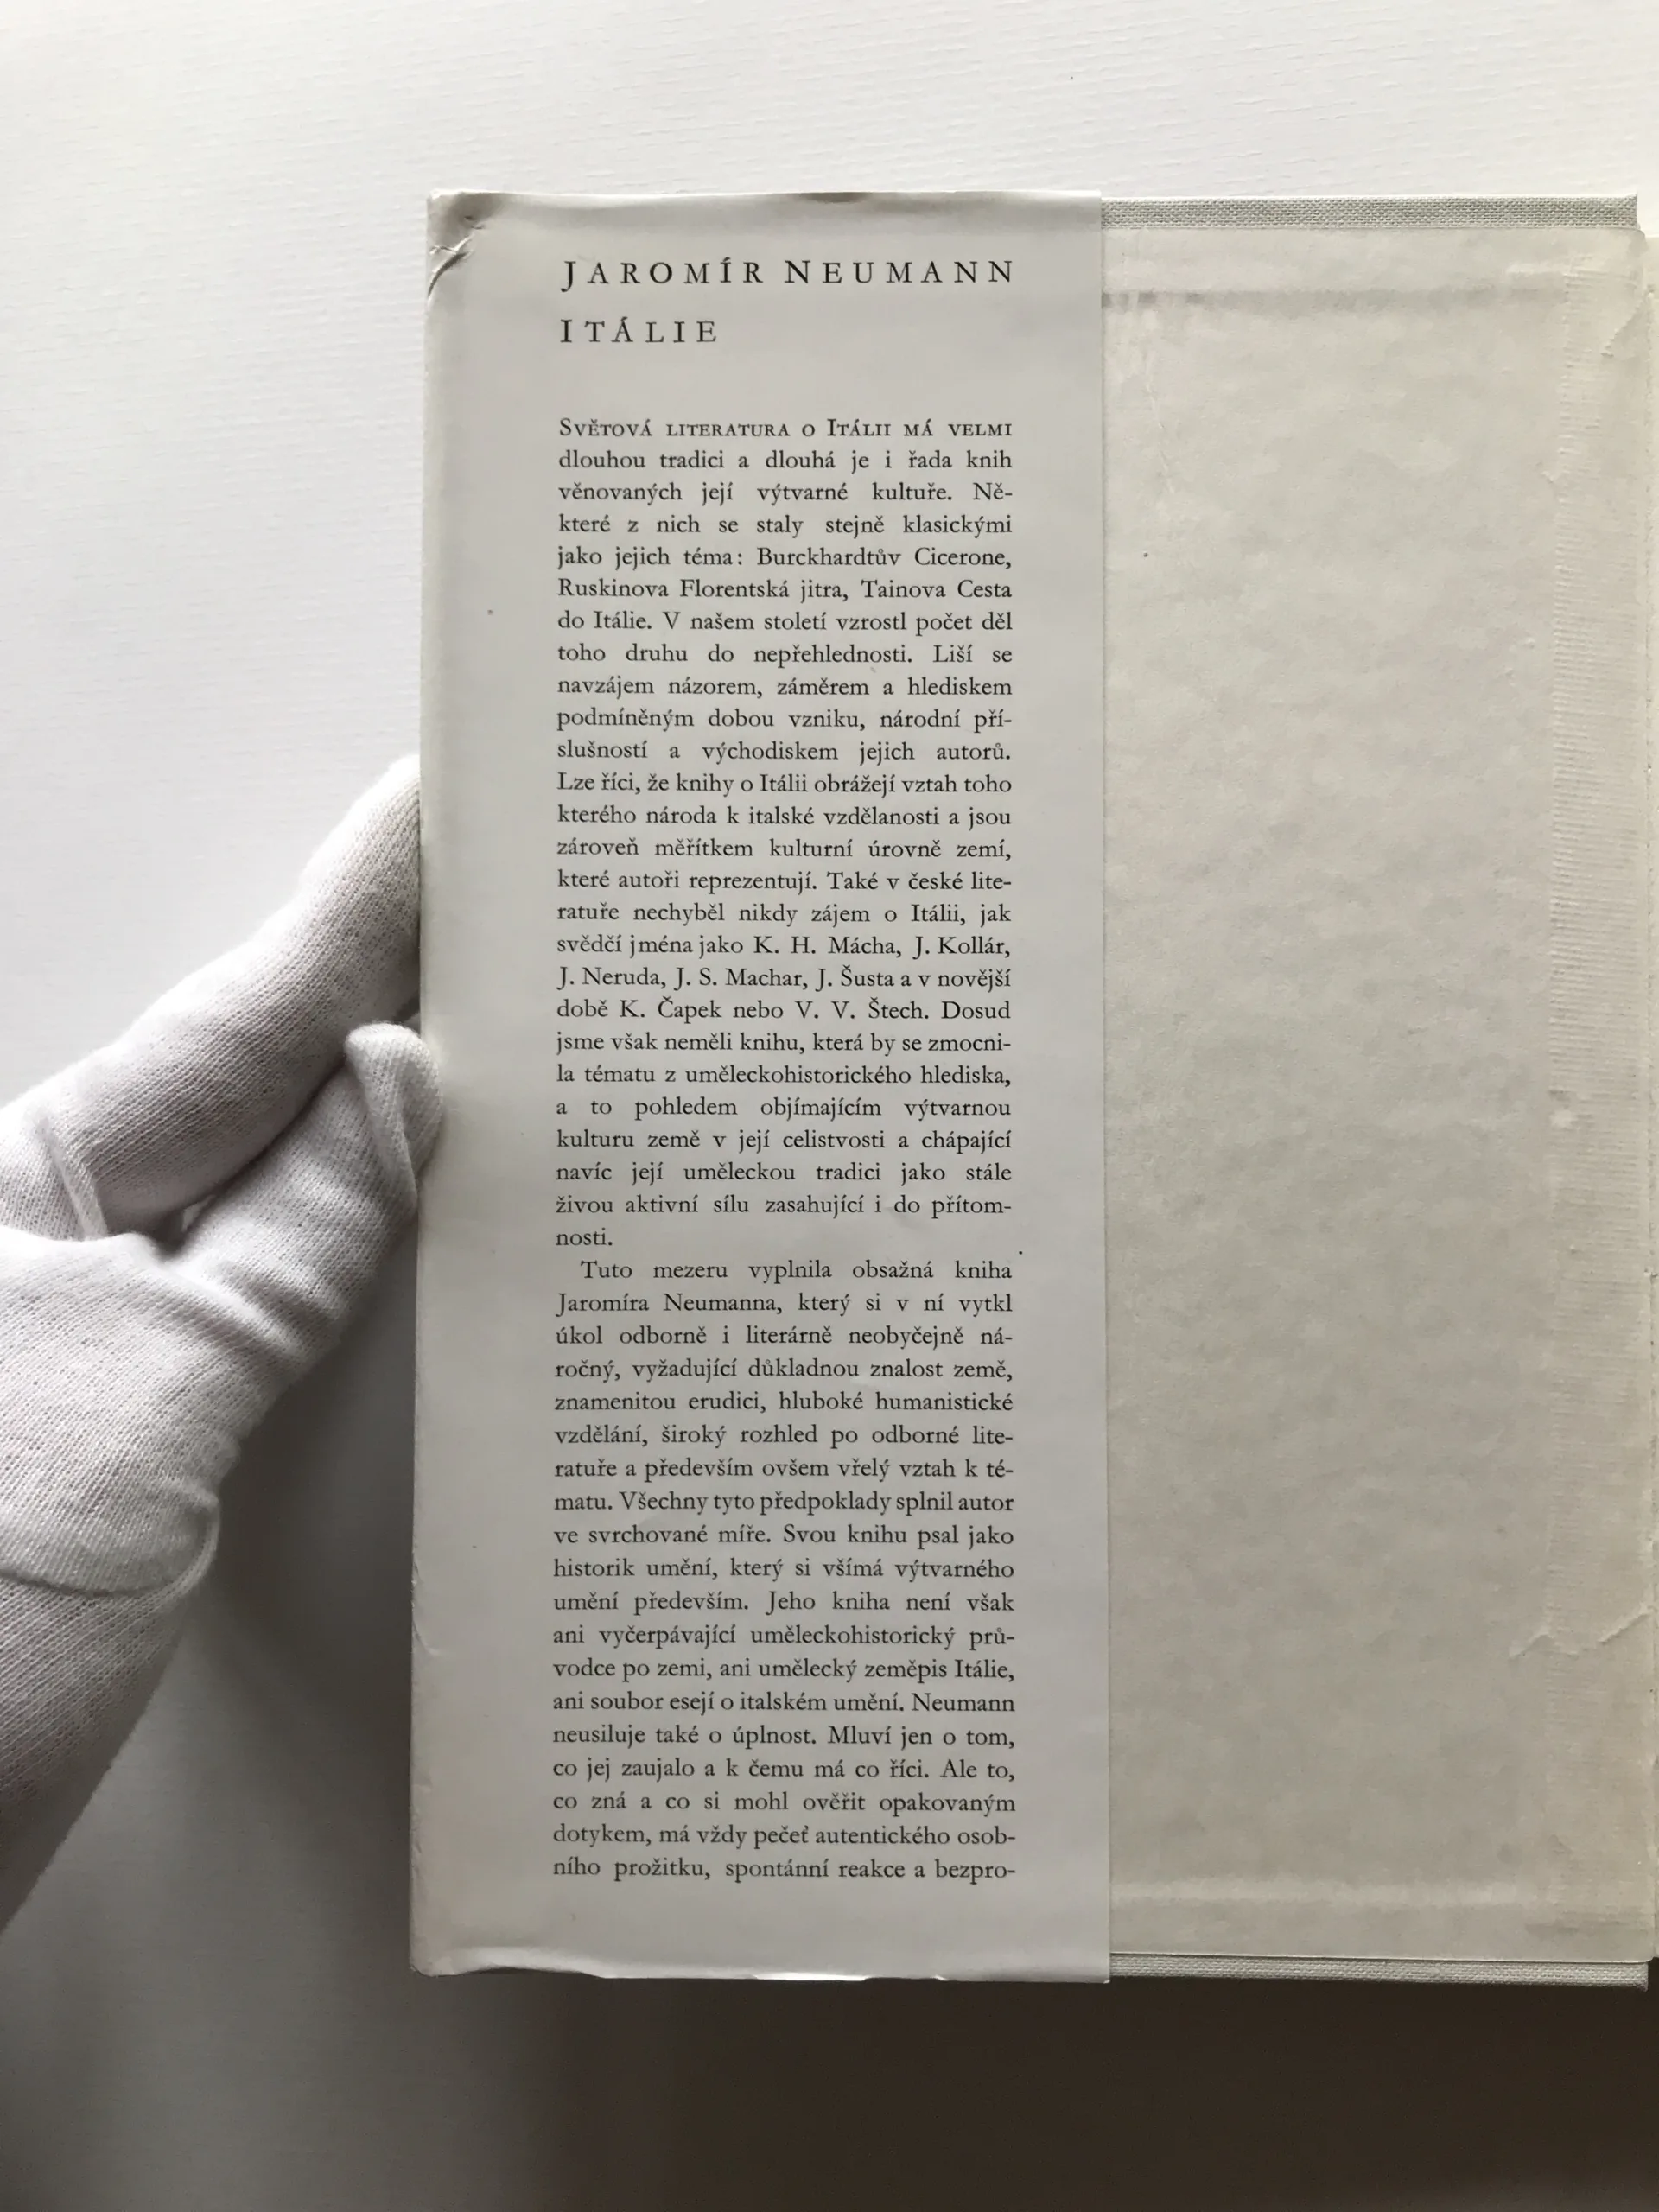 JAROMÍR NEUMANN
ITÁLIE
SVĚTOVÁ LITERATURA O ITÁLII MÁ VELMI
dlouhou tradici a dlouhá je i řada knih
věnovaných její výtvarné kultuře. Ně-
které z nich se staly stejně klasickými
jako jejich téma: Burckhardtův Cicerone,
Ruskinova Florentská jitra, Tainova Cesta
do Itálie. V našem století vzrostl počet děl
toho druhu do nepřehlednosti. Liší se
navzájem názorem, záměrem a hlediskem
podmíněným dobou vzniku, národní pří-
slušností a východiskem jejich autorů.
Lze říci, že knihy o Itálii obrážejí vztah toho
kterého národa k italské vzdělanosti a jsou
zároveň měřítkem kulturní úrovně zemí,
které autoři reprezentují. Také v české lite-
ratuře nechyběl nikdy zájem o Itálii, jak
svědčí jména jako K. H. Mácha, J. Kollár,
J. Neruda, J. S. Machar, J. Šusta a v novější
době K. Čapek nebo V. V. Štech. Dosud
jsme však neměli knihu, která by se zmocni-
la tématu z uměleckohistorického hlediska,
a to pohledem objímajícím výtvarnou
kulturu země v její celistvosti a chápající
navíc její uměleckou tradici jako stále
živou aktivní sílu zasahující i do přítom-
nosti.
Tuto mezeru vyplnila obsažná kniha
Jaromíra Neumanna, který si v ní vytkl
úkol odborně i literárně neobyčejně ná-
ročný, vyžadující důkladnou znalost země,
znamenitou erudici, hluboké humanistické
vzdělání, široký rozhled po odborné lite-
ratuře a především ovšem vřelý vztah k té-
matu. Všechny tyto předpoklady splnil autor
ve svrchované míře. Svou knihu psal jako
historik umění, který si všímá výtvarného
umění především. Jeho kniha není však
ani vyčerpávající uměleckohistorický prů-
vodce po zemi, ani umělecký zeměpis Itálie,
ani soubor esejí o italském umění. Neumann
neusiluje také o úplnost. Mluví jen o tom,
co jej zaujalo a k čemu má co říci. Ale to,
co zná a co si mohl ověřit opakovaným
dotykem, má vždy pečeť autentického osob-
ního prožitku, spontánní reakce a bezpro-